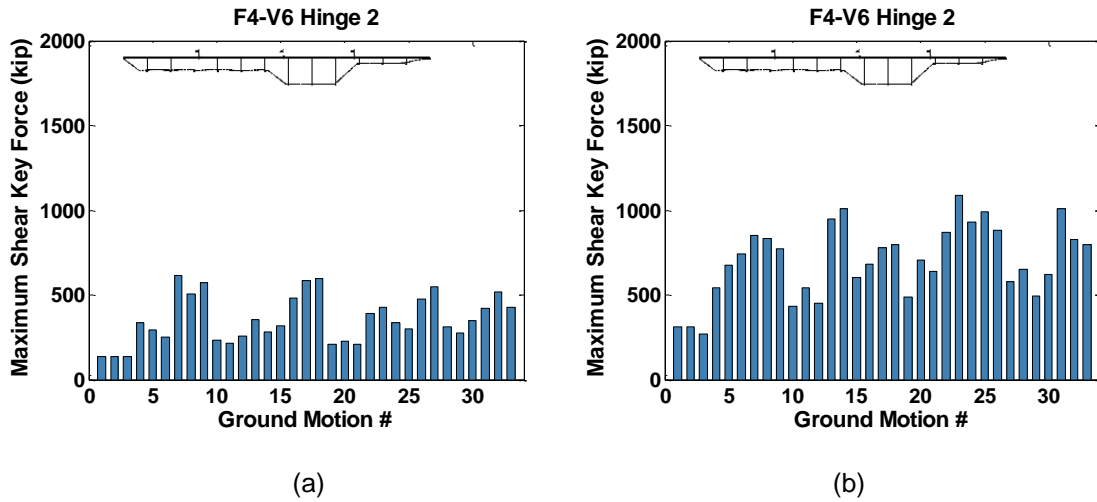 F4-V6 Hinge 2
Maximum Shear Key Force (kip)
2000
1500
1000
500
0
0 5 10 15 20 25 30
Ground Motion #
(a)
F4-V6 Hinge 2
Maximum Shear Key Force (kip)
2000
1500
1000
500
0
0 5 10 15 20 25 30
Ground Motion #
(b)